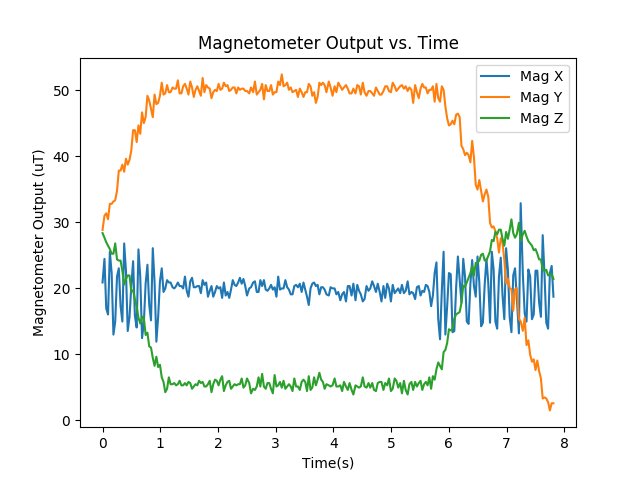 Magnetometer Output vs. Time
Mag X
Mag Y
Mag Z
Magnetometer Output (uT)
50
40
30
20
10
0
0 1 2 3 4 5 6 7 8
Time(s)